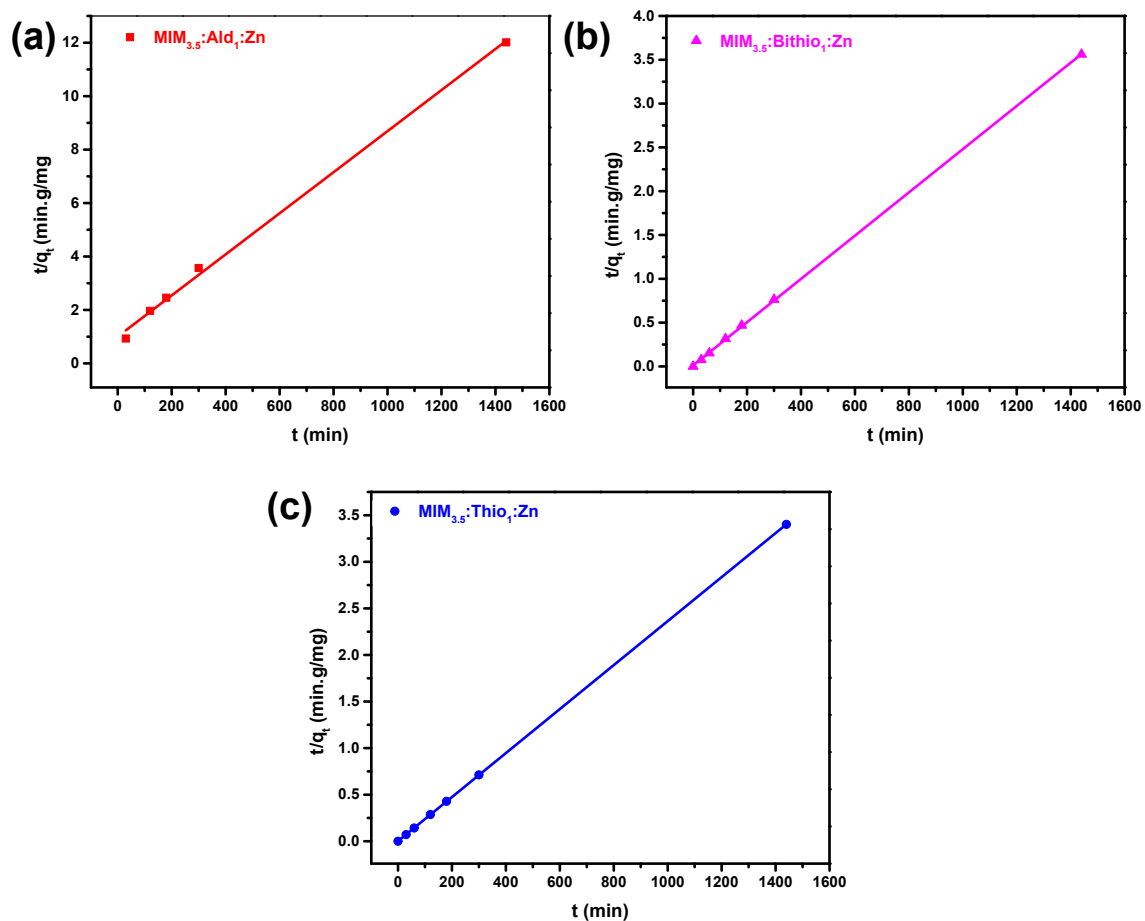 (a)
MIM3.5:Ald1:Zn
12
10
8
6
4
2
0
t/qt (min.g/mg)
0 200 400 600 800 1000 1200 1400 1600
t (min)
(b)
MIM3.5:Bithio1:Zn
4.0
3.5
3.0
2.5
2.0
1.5
1.0
0.5
0.0
t/qt (min.g/mg)
0 200 400 600 800 1000 1200 1400 1600
t (min)
(c)
MIM3.5:Thio1:Zn
3.5
3.0
2.5
2.0
1.5
1.0
0.5
0.0
t/qt (min.g/mg)
0 200 400 600 800 1000 1200 1400 1600
t (min)